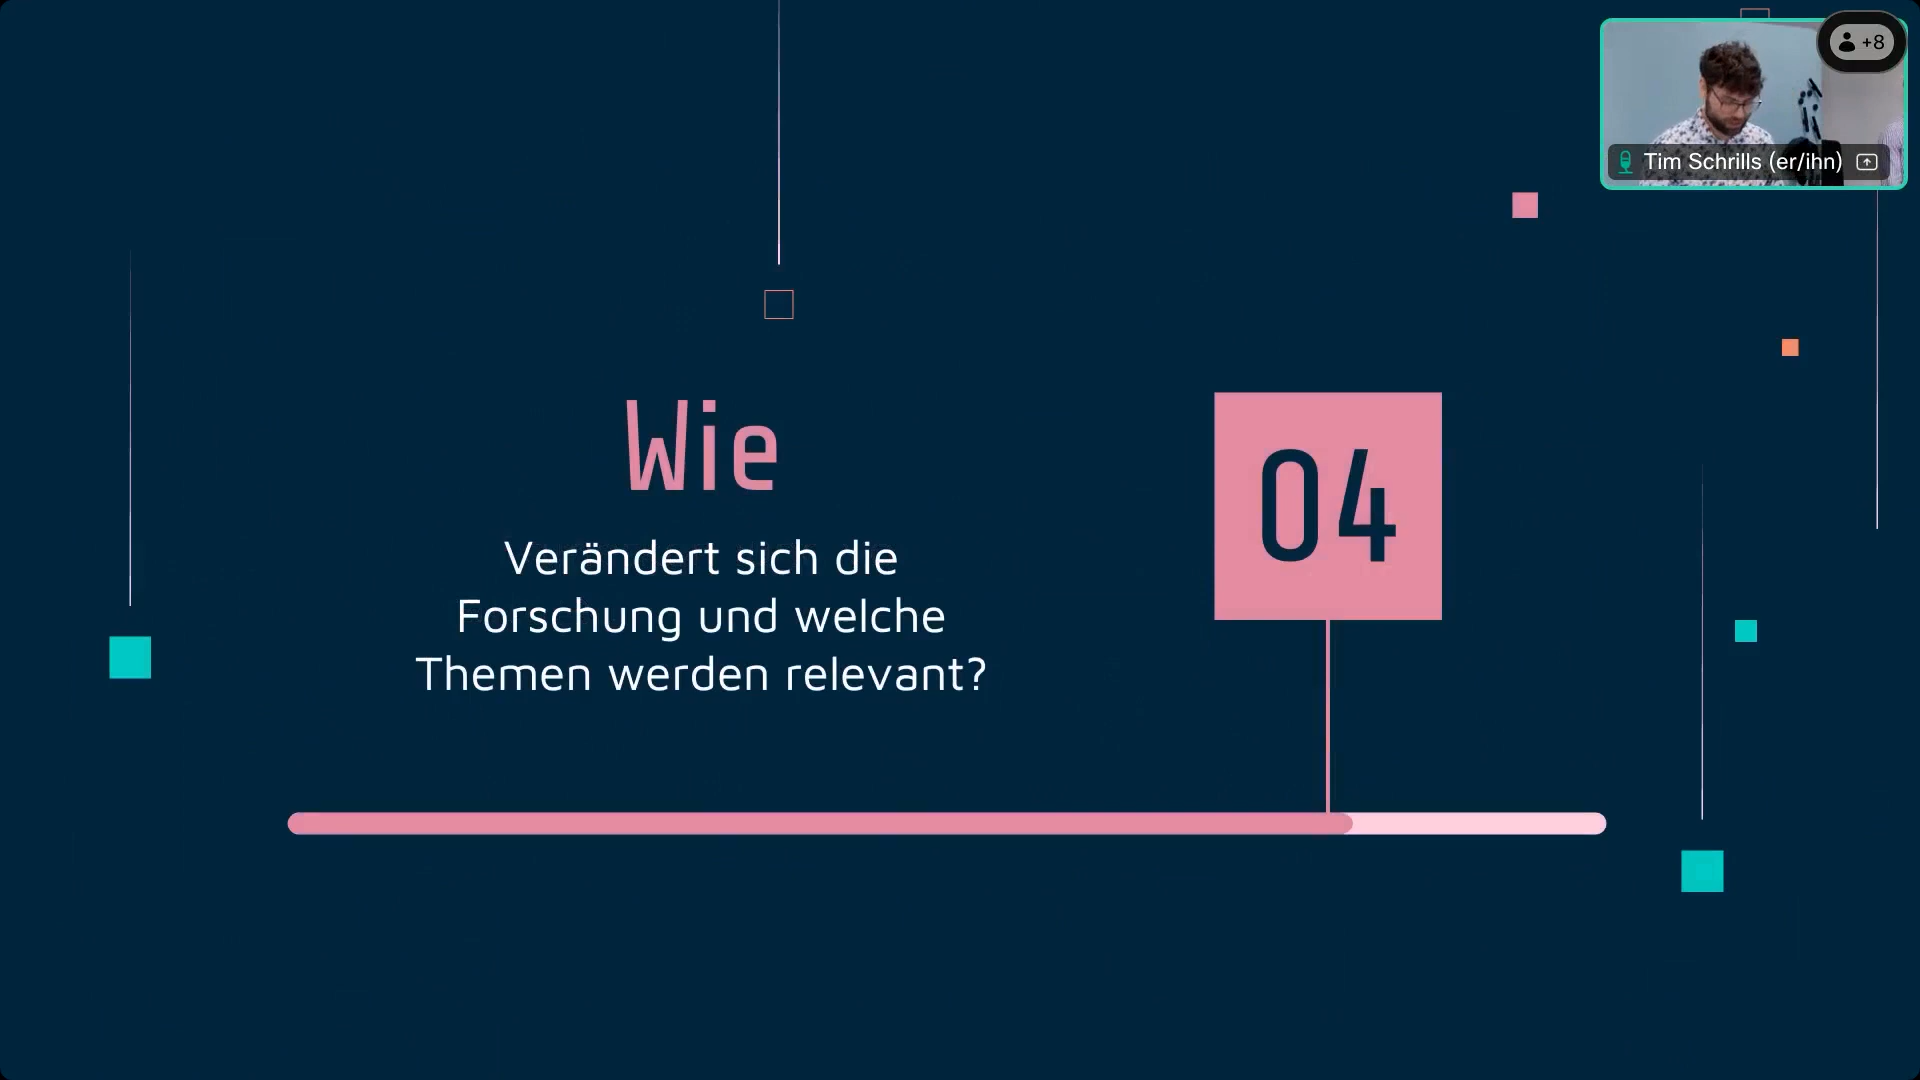 +8
Tim Schrills (er/ihn)
Wie
04
Verändert sich die
Forschung und welche
Themen werden relevant?